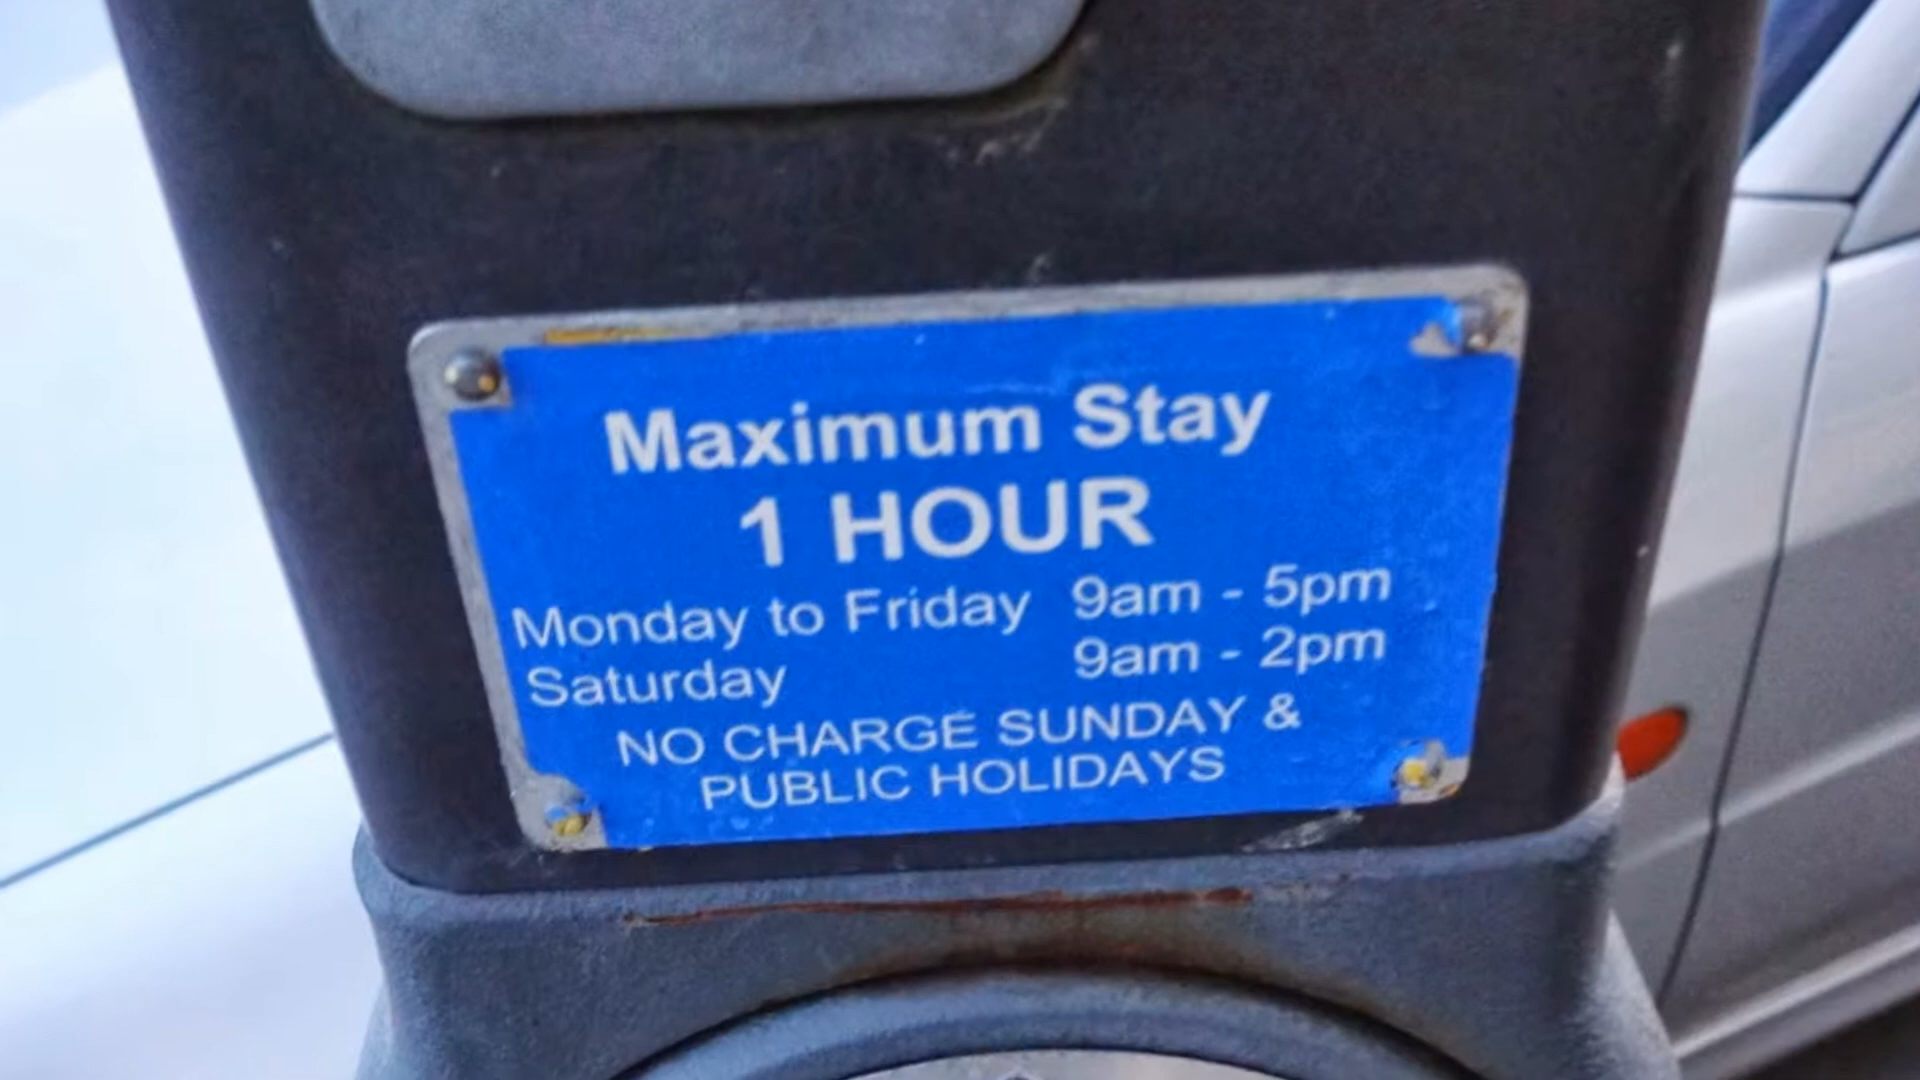 Maximum Stay
1 HOUR
Monday to Friday 9am - 5pm
Saturday 9am - 2pm
NO CHARGE SUNDAY &
PUBLIC HOLIDAYS